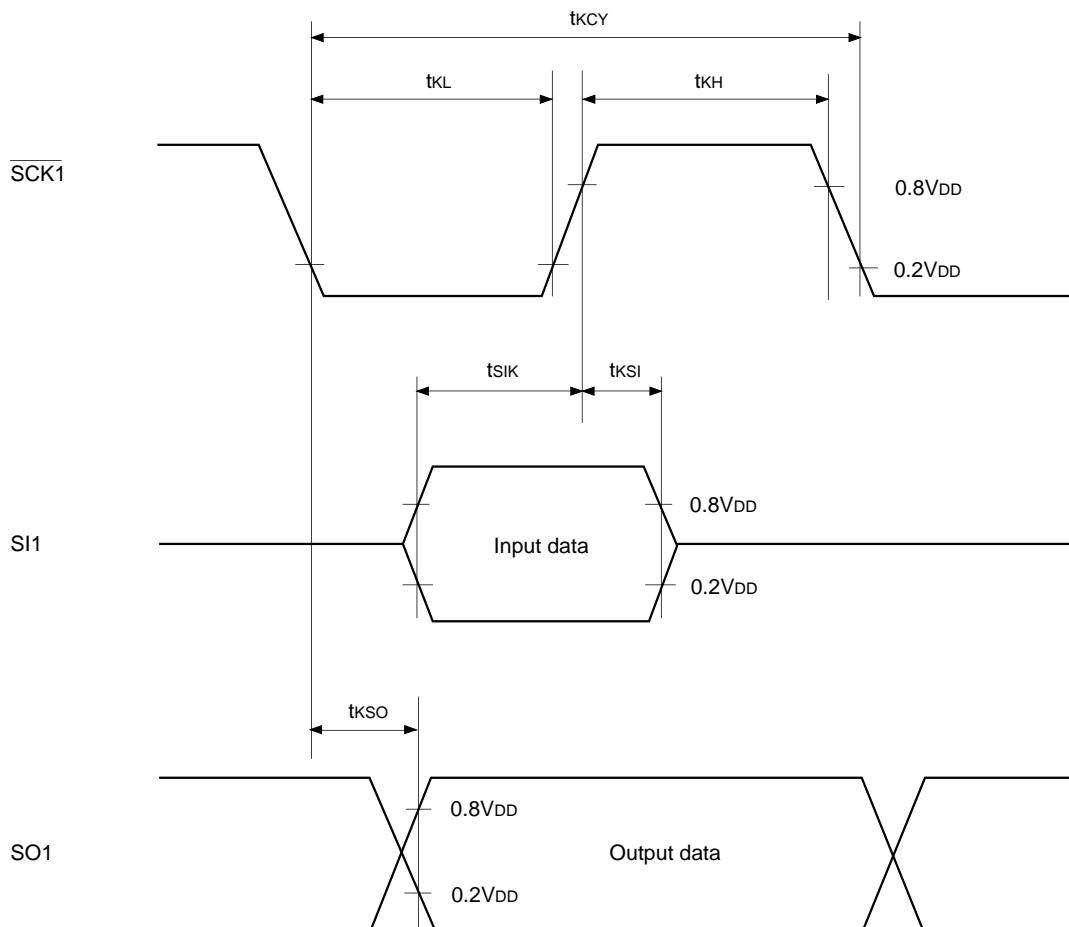 tKCY
tKL
tKH
SCK1
0.8VDD
0.2VDD
tSIK
tKSI
0.8VDD
SI1
Input data
0.2VDD
tKSO
0.8VDD
SO1
Output data
0.2VDD